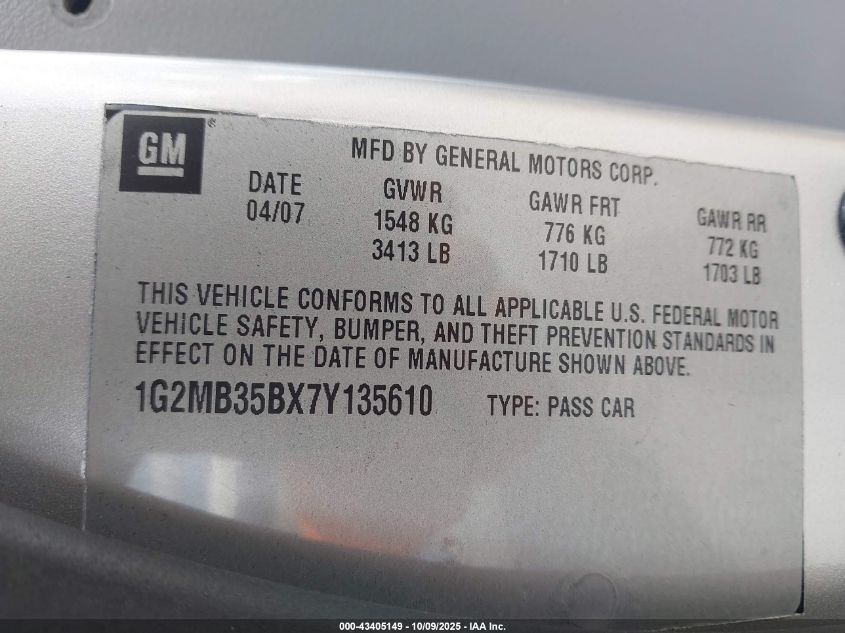 GM
MFD BY GENERAL MOTORS CORP.
DATE GVWR GAWR FRT GAWR RR
04/07 1548 KG 776 KG 772 KG
3413 LB 1710 LB 1703 LB
THIS VEHICLE CONFORMS TO ALL APPLICABLE U.S. FEDERAL MOTOR
VEHICLE SAFETY, BUMPER, AND THEFT PREVENTION STANDARDS IN
EFFECT ON THE DATE OF MANUFACTURE SHOWN ABOVE.
1G2MB35BX7Y135610 TYPE: PASS CAR
000-43405149 - 10/09/2025 - IAA Inc.